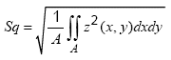 Sq = √(1/A ∬_A z²(x, y)dxdy)